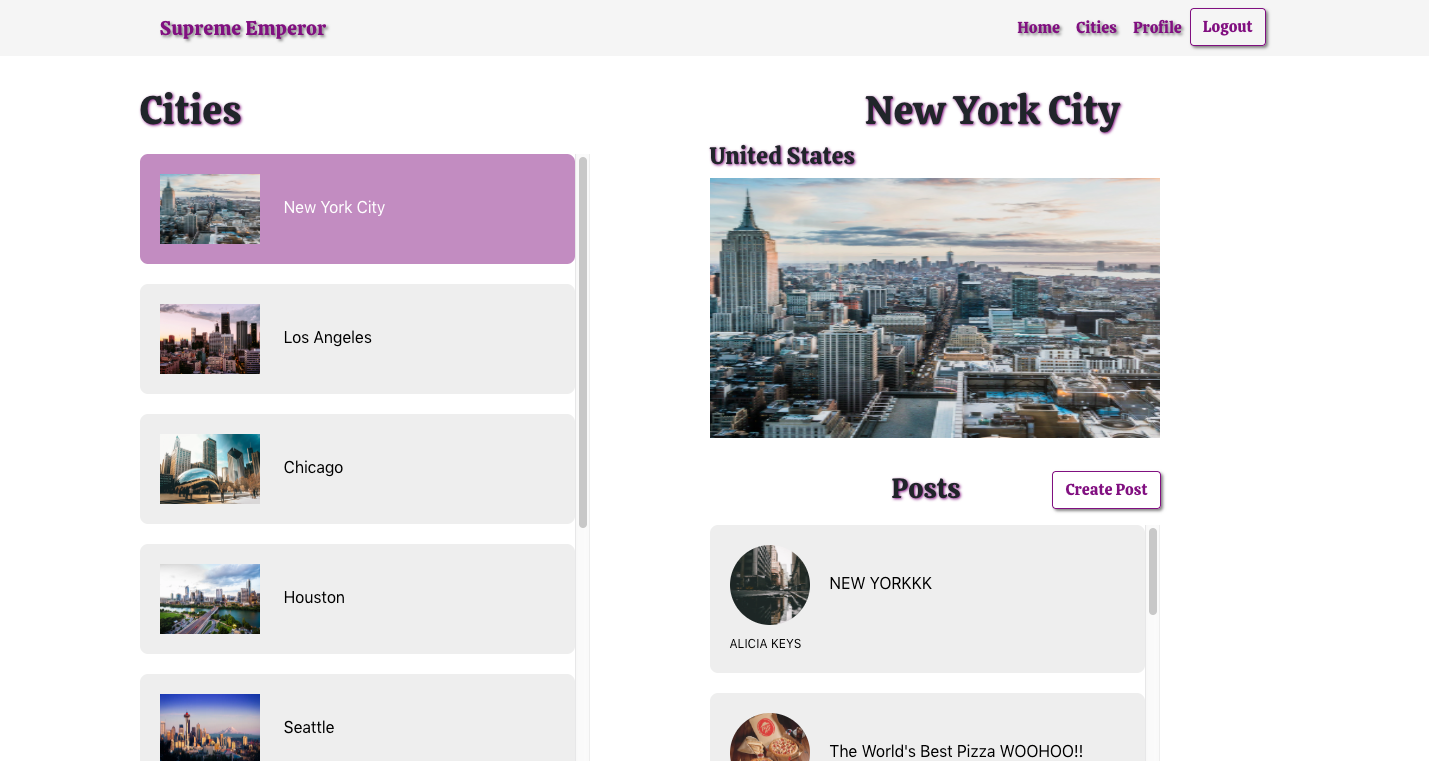 Supreme Emperor
Home Cities Profile Logout
Cities
New York City
Los Angeles
Chicago
Houston
Seattle
New York City
United States
Posts
Create Post
NEW YORKKK
ALICIA KEYS
The World's Best Pizza WOOHOO!!